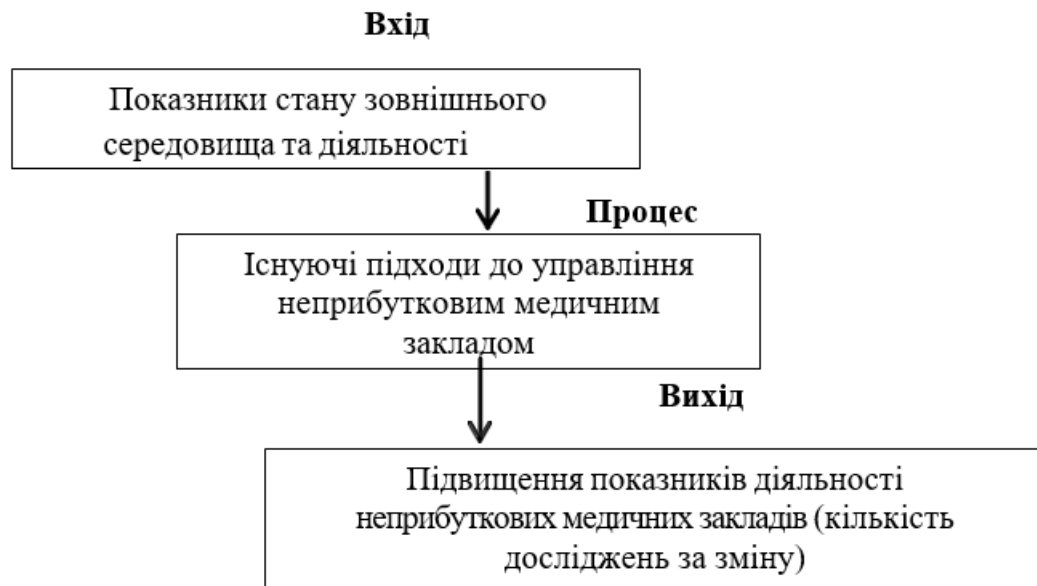 Вхід
Показники стану зовнішнього
середовища та діяльності
Процес
Існуючі підходи до управління
неприбутковим медичним
закладом
Вихід
Підвищення показників діяльності
неприбуткових медичних закладів (кількість
досліджень за зміну)